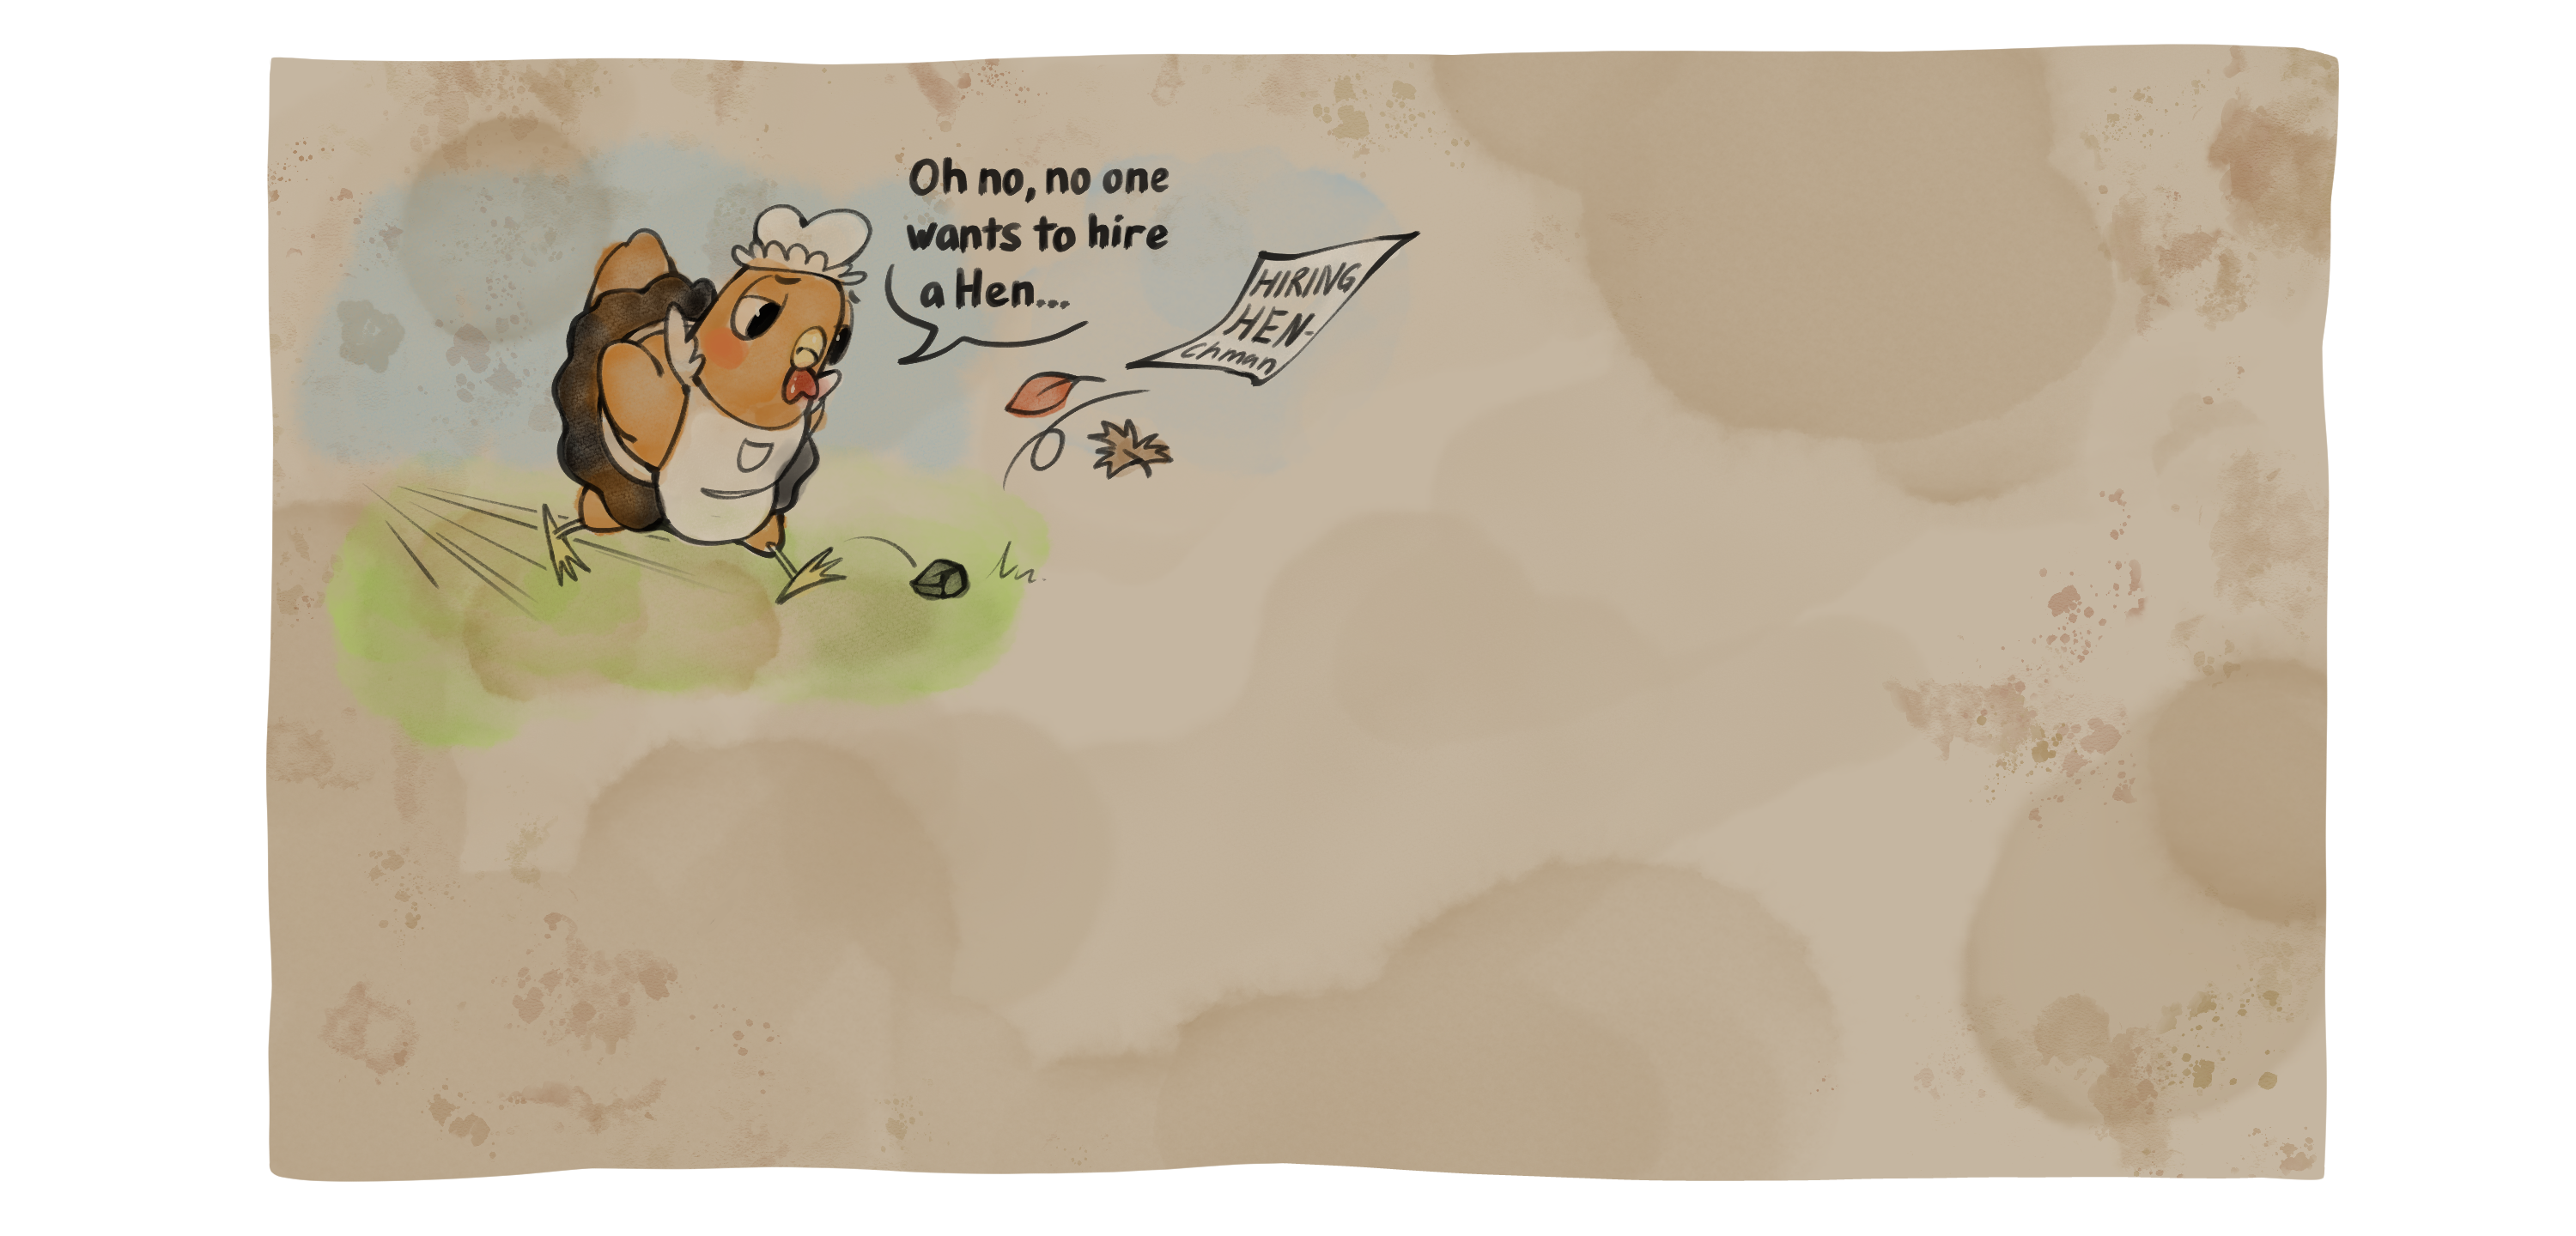 Oh no, no one
wants to hire
a Hen...
HIRING
HEN-
chman